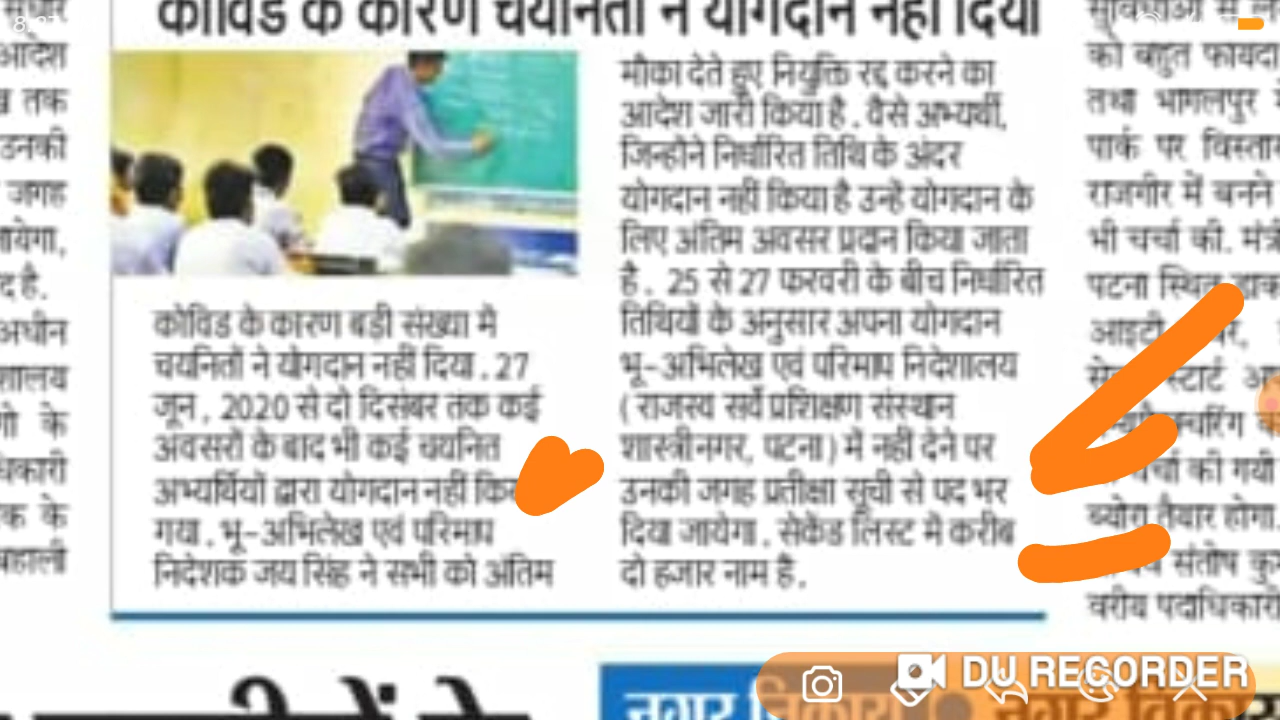 कोविड के कारण चयनितों ने योगदान नहीं दिया
कोविड के कारण बड़ी संख्या में
चयनितों ने योगदान नहीं दिया . 27
जून , 2020 से दो दिसंबर तक कई
अवसरों के बाद भी कई चयनित
अभ्यर्थियों द्वारा योगदान नहीं
गया . भू-अभिलेख एवं परिमाप
निदेशक जय सिंह ने सभी को अंतिम
मौका देते हुए नियुक्ति रद्द करने का
आदेश जारी किया है . वैसे अभ्यर्थी,
जिन्होंने निर्धारित तिथि के अंदर
योगदान नहीं किया है उन्हें योगदान के
लिए अंतिम अवसर प्रदान किया जाता
है . 25 से 27 फरवरी के बीच निर्धारित
तिथियों के अनुसार अपना योगदान
भू-अभिलेख एवं परिमाप निदेशालय
( राजस्व सर्वे प्रशिक्षण संस्थान
शास्त्रीनगर, पटना ) में नहीं देने पर
उनकी जगह प्रतीक्षा सूची से पद भर
दिया जायेगा . सेकेंड लिस्ट में करीब
दो हजार नाम है .
आदेश
तक
उनकी
जगह
जायेगा,
है.
अधीन
के
के
बहाली
को बहुत फायदा
तथा भागलपुर
पार्क पर विस्तार
राजगीर में बनने
भी चर्चा की. मंत्री
पटना स्थित
आइटी
स्टार्ट
चर्चा की गयी
तैयार होगा
संतोष
वरीय पदाधिकारी
नगर निकाय
DU RECORDER